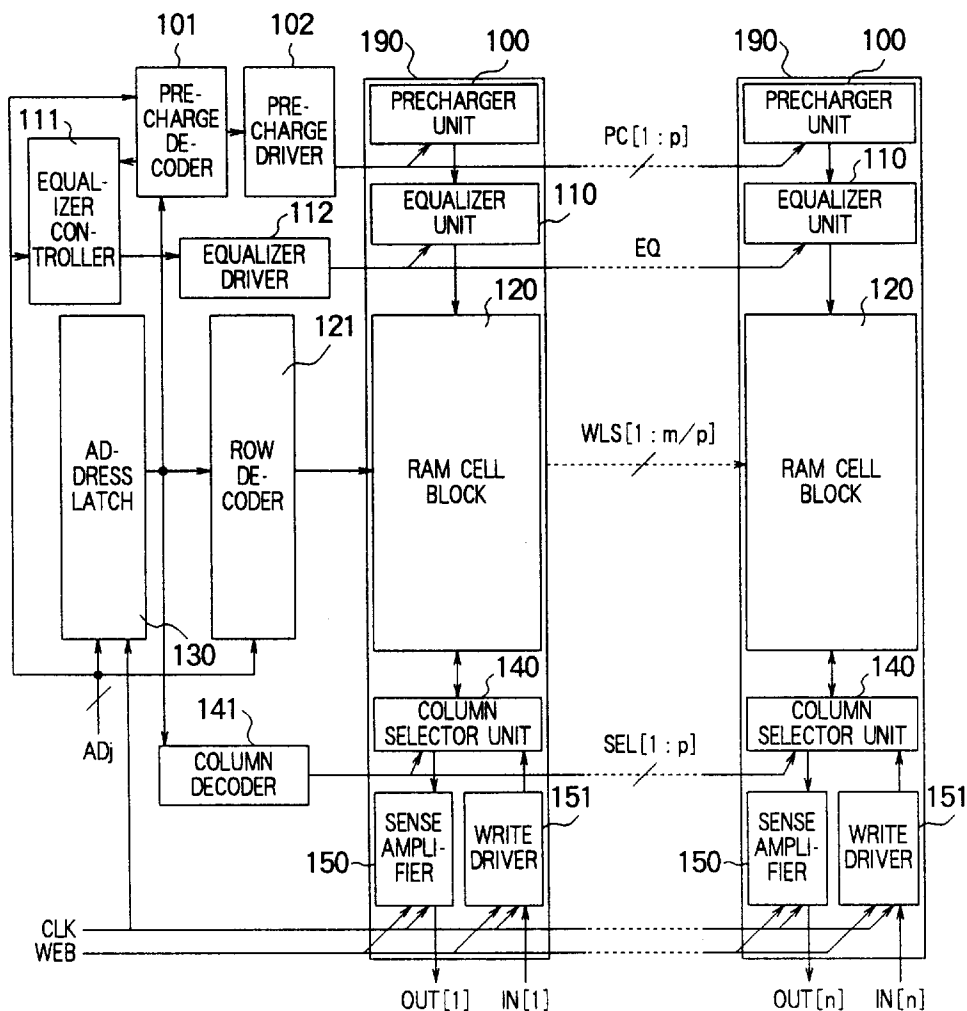 101
102
190
100
190
100
PRE-
CHARGE
DE-
CODER
PRE-
CHARGE
DRIVER
PRECHARGER
UNIT
PRECHARGER
UNIT
111
PC[1:p]
EQUAL-
IZER
CON-
TROLLER
112
EQUALIZER
UNIT
110
EQUALIZER
UNIT
110
EQUALIZER
DRIVER
EQ
121
120
120
AD-
DRESS
LATCH
ROW
DE-
CODER
RAM CELL
BLOCK
WLS[1:m/p]
RAM CELL
BLOCK
130
140
140
ADj
141
COLUMN
DECODER
COLUMN
SELECTOR UNIT
SEL[1:p]
COLUMN
SELECTOR UNIT
151
151
SENSE
AMPLI-
FIER
WRITE
DRIVER
SENSE
AMPLI-
FIER
WRITE
DRIVER
150
150
CLK
WEB
OUT[1]
IN[1]
OUT[n]
IN[n]